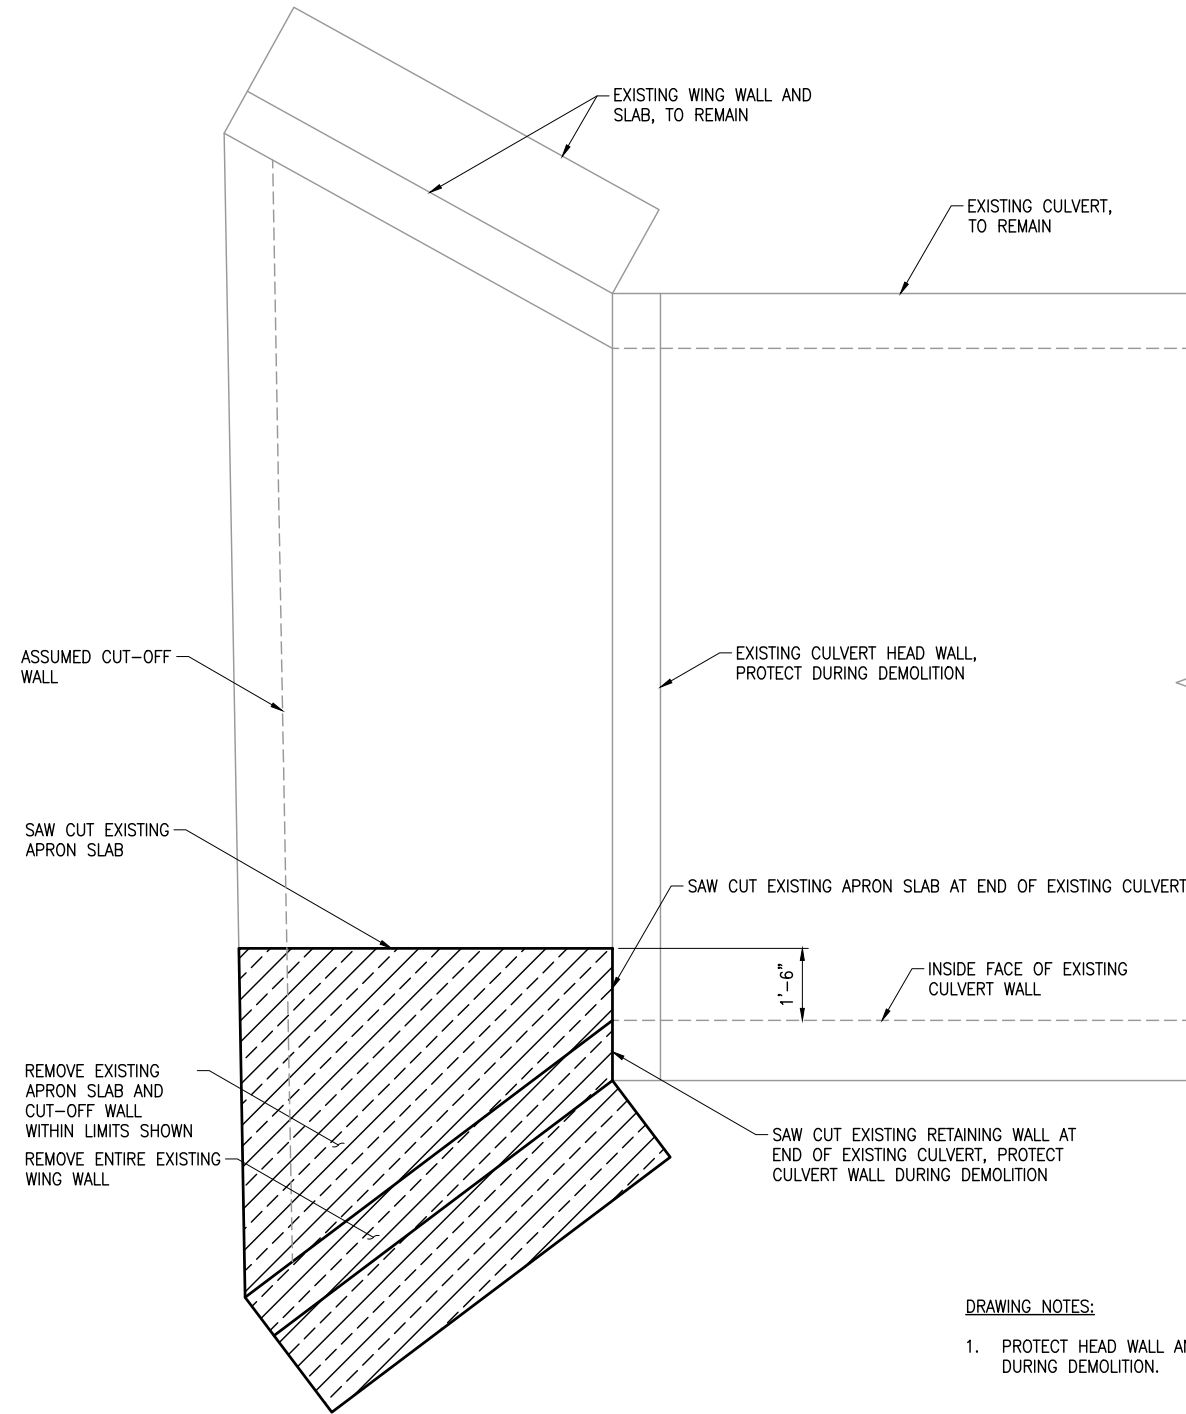 EXISTING WING WALL AND
SLAB, TO REMAIN
EXISTING CULVERT,
TO REMAIN
ASSUMED CUT-OFF
WALL
EXISTING CULVERT HEAD WALL,
PROTECT DURING DEMOLITION
SAW CUT EXISTING
APRON SLAB
SAW CUT EXISTING APRON SLAB AT END OF EXISTING CULVERT
1'-6"
INSIDE FACE OF EXISTING
CULVERT WALL
REMOVE EXISTING
APRON SLAB AND
CUT-OFF WALL
WITHIN LIMITS SHOWN
REMOVE ENTIRE EXISTING
WING WALL
SAW CUT EXISTING RETAINING WALL AT
END OF EXISTING CULVERT, PROTECT
CULVERT WALL DURING DEMOLITION
DRAWING NOTES:
1. PROTECT HEAD WALL
DURING DEMOLITION.